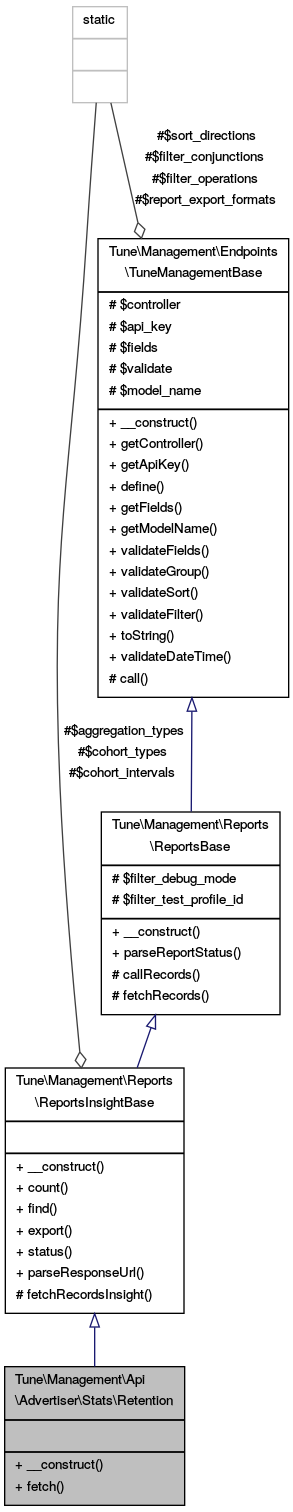 static
#$sort_directions
#$filter_conjunctions
#$filter_operations
#$report_export_formats
Tune\Management\Endpoints
\TuneManagementBase
# $controller
# $api_key
# $fields
# $validate
# $model_name
+ __construct()
+ getController()
+ getApiKey()
+ define()
+ getFields()
+ getModelName()
+ validateFields()
+ validateGroup()
+ validateSort()
+ validateFilter()
+ toString()
+ validateDateTime()
# call()
#$aggregation_types
#$cohort_types
#$cohort_intervals
Tune\Management\Reports
\ReportsBase
# $filter_debug_mode
# $filter_test_profile_id
+ __construct()
+ parseReportStatus()
# callRecords()
# fetchRecords()
Tune\Management\Reports
\ReportsInsightBase
+ __construct()
+ count()
+ find()
+ export()
+ status()
+ parseResponseUrl()
# fetchRecordsInsight()
Tune\Management\Api
\Advertiser\Stats\Retention
+ __construct()
+ fetch()